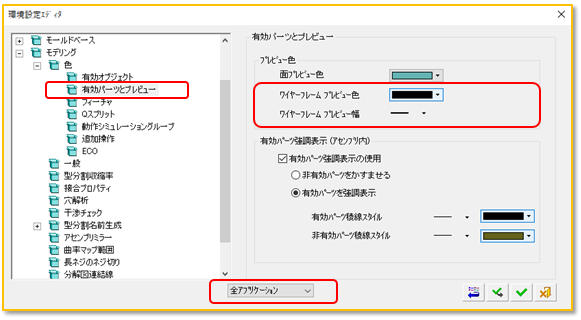 環境設定エディタ
モールドベース
モデリング
色
有効オブジェクト
有効パーツとプレビュー
フィーチャ
Qスプリット
動作シミュレーショングループ
追加操作
ECO
一般
型分割収縮率
接合プロパティ
穴解析
干渉チェック
型分割名前生成
アセンブリミラー
曲率マップ範囲
長ネジのネジ切り
分解図連結線
有効パーツとプレビュー
プレビュー色
面プレビュー色
ワイヤーフレーム プレビュー色
ワイヤーフレーム プレビュー幅
有効パーツ強調表示 (アセンブリ内)
有効パーツ強調表示の使用
非有効パーツをかすませる
有効パーツを強調表示
有効パーツ稜線スタイル
非有効パーツ稜線スタイル
全アプリケーション